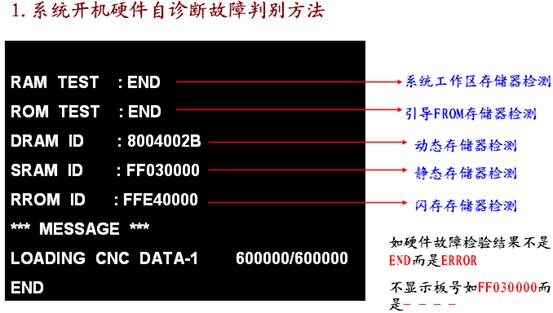 1.系统开机硬件自诊断故障判别方法
RAM TEST : END
系统工作区存储器检测
ROM TEST : END
引导FROM存储器检测
DRAM ID : 8004002B
动态存储器检测
SRAM ID : FF030000
静态存储器检测
RROM ID : FFE40000
闪存存储器检测
*** MESSAGE ***
LOADING CNC DATA-1 600000/600000
END
如硬件故障检验结果不是
END而是ERROR
不显示板号如FF030000而
是- - - -